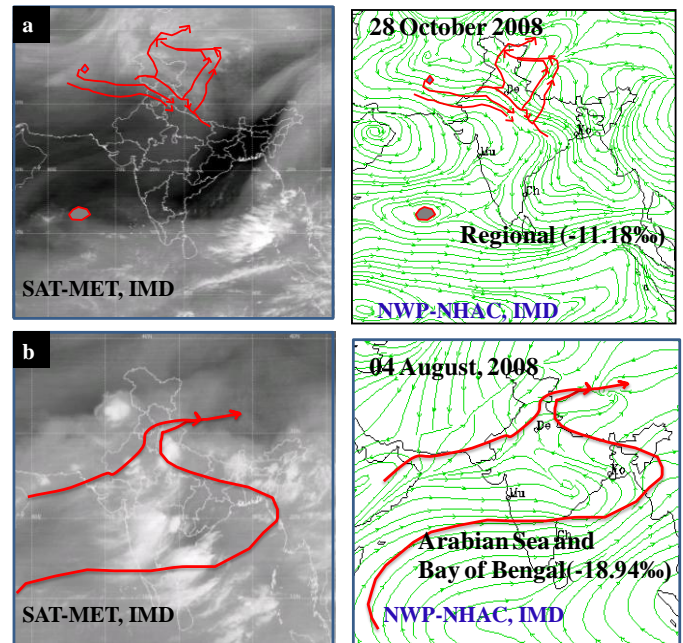 a
SAT-MET, IMD
28 October 2008
De
Ko
Mu
Ch
Regional (-11.18‰)
NWP-NHAC, IMD
b
SAT-MET, IMD
04 August, 2008
De
Ko
Mu
Ch
Arabian Sea and
Bay of Bengal (-18.94‰)
NWP-NHAC, IMD